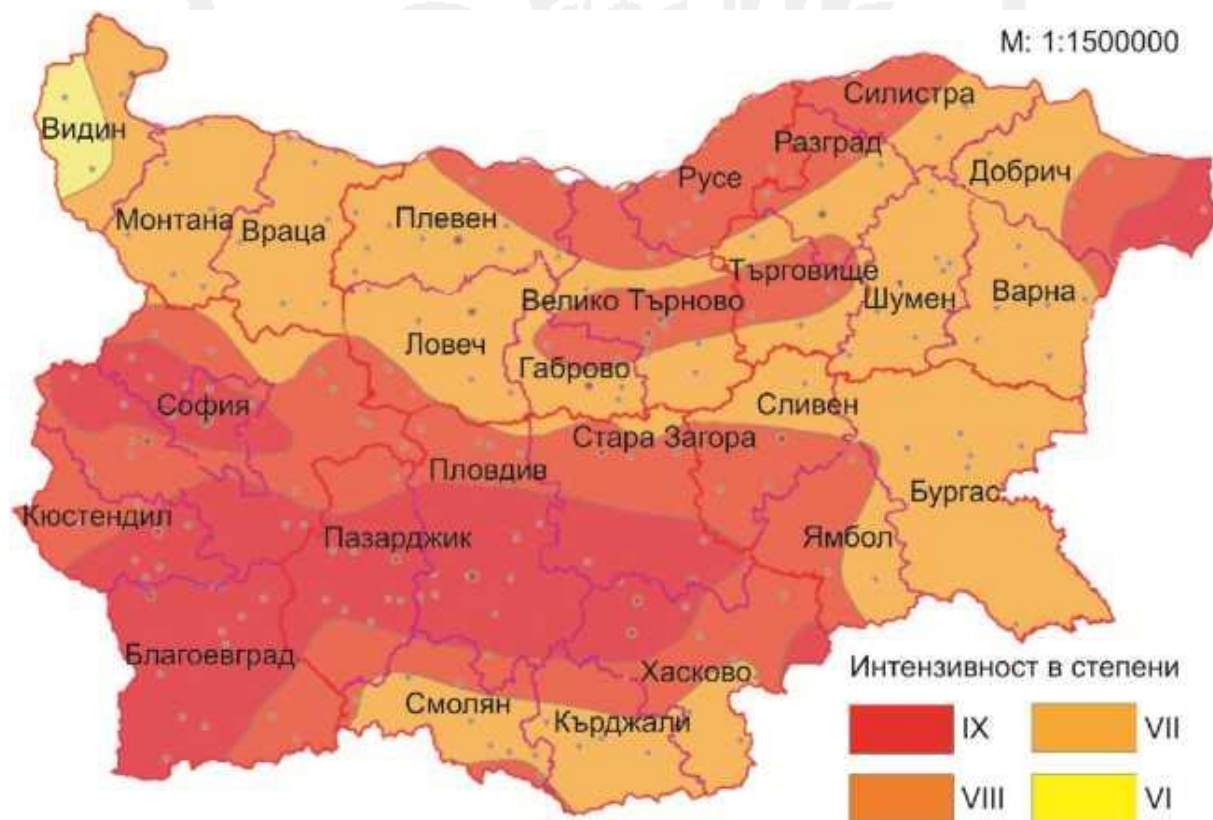 М: 1:1500000
Силистра
Видин
Разград
Добрич
Русе
Монтана
Плевен
Враца
Търговище
Велико Търново
Шумен
Варна
Ловеч
Габрово
София
Сливен
Стара Загора
Пловдив
Бургас
Кюстендил
Пазарджик
Ямбол
Благоевград
Хасково
Интензивност в степени
Смолян
Кърджали
IX
VII
VIII
VI